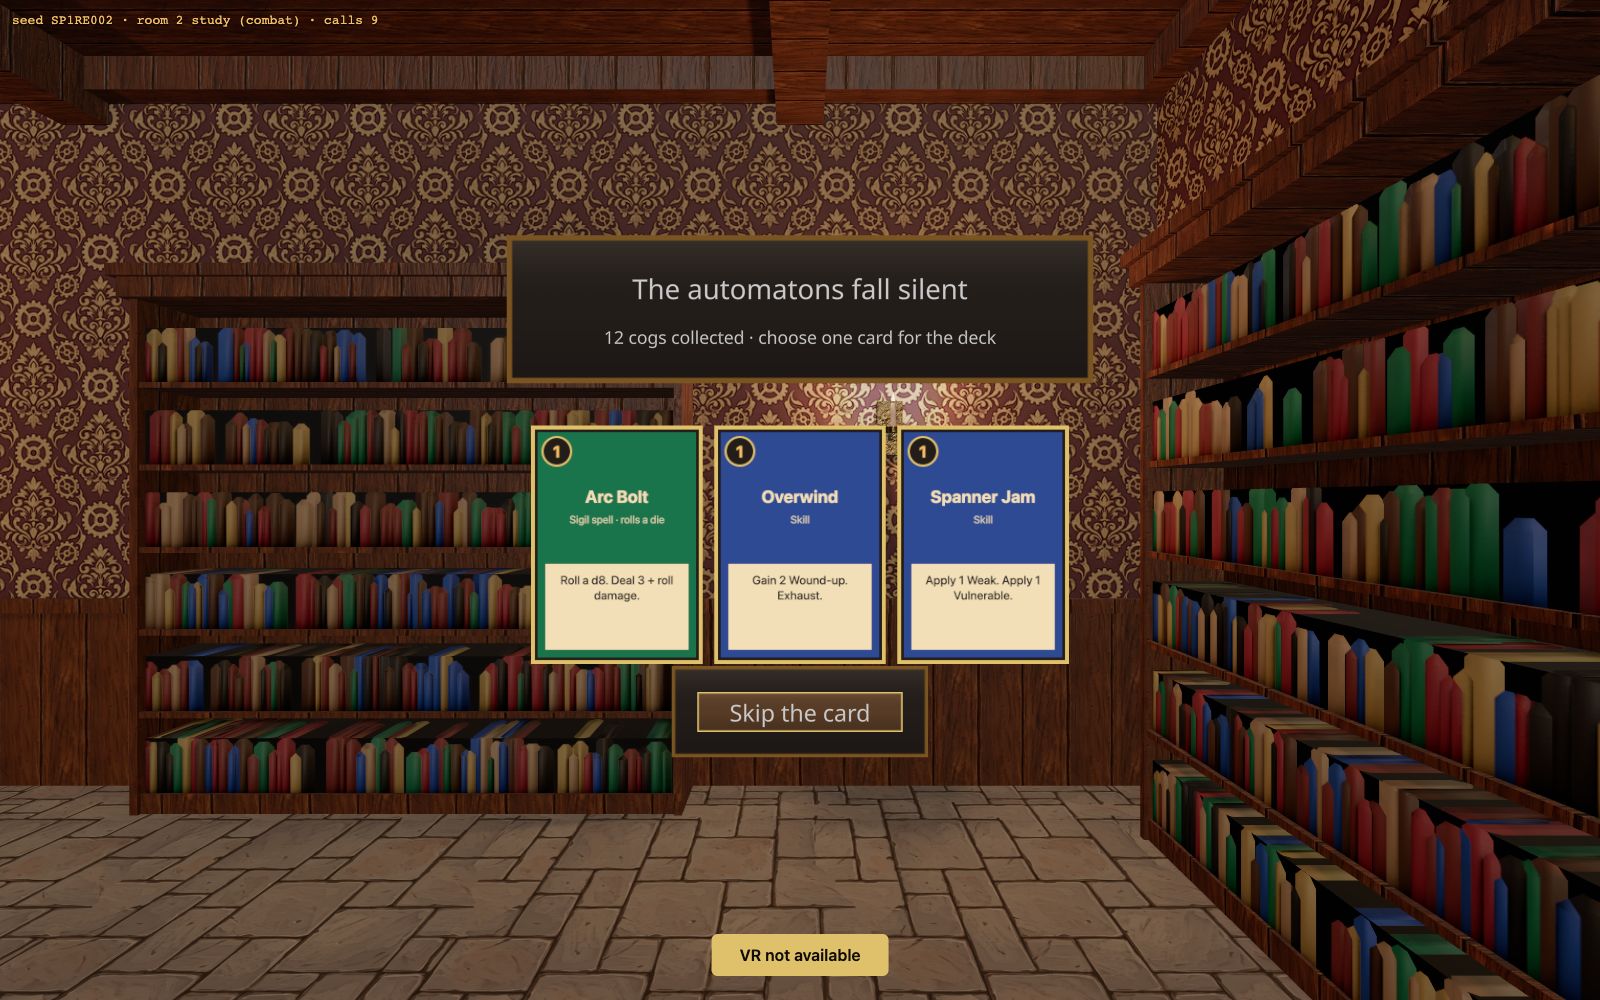 seed SP1RE002 · room 2 study (combat) · calls 9
The automatons fall silent
12 cogs collected · choose one card for the deck
1
Arc Bolt
Sigil spell · rolls a die
Roll a d8. Deal 3 + roll
damage.
1
Overwind
Skill
Gain 2 Wound-up.
Exhaust.
1
Spanner Jam
Skill
Apply 1 Weak. Apply 1
Vulnerable.
Skip the card
VR not available